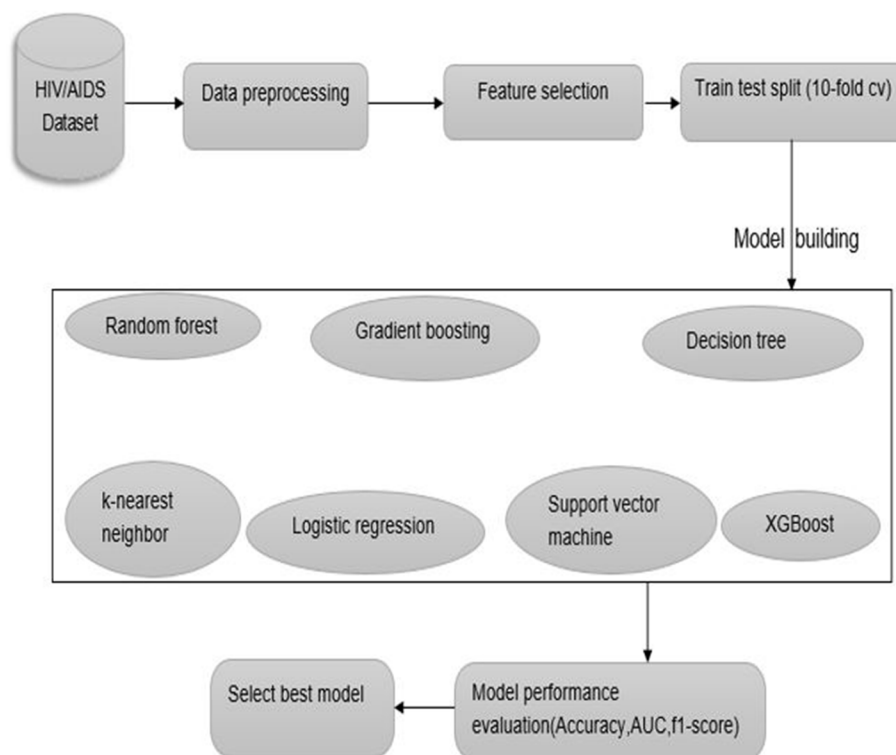 HIV/AIDS
Dataset
Data preprocessing
Feature selection
Train test split (10-fold cv)
Model building
Random forest
Gradient boosting
Decision tree
k-nearest
neighbor
Logistic regression
Support vector
machine
XGBoost
Select best model
Model performance
evaluation(Accuracy,AUC,f1-score)